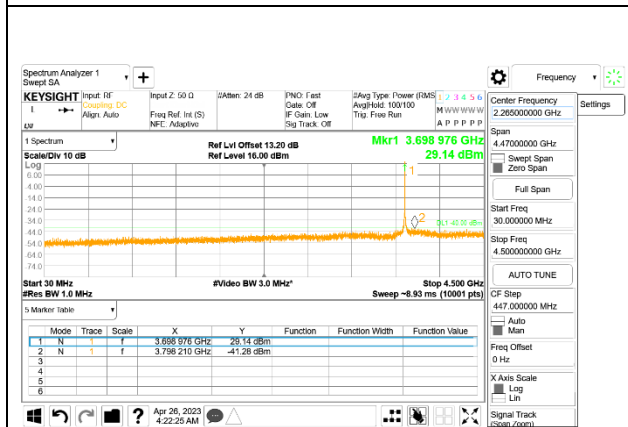 Spectrum Analyzer 1
Swept SA
+
KEYSIGHT
Input: RF
Coupling: DC
Align: Auto
Input Z: 50 Ω
Freq Ref: Int (S)
NFE: Adaptive
#Atten: 24 dB
PNO: Fast
Gate: Off
IF Gain: Low
Sig Track: Off
#Avg Type: Power (RMS
Avg|Hold: 100/100
Trig: Free Run
1 2 3 4 5 6
M W W W W W
A P P P P P
1 Spectrum
Scale/Div 10 dB
Ref Lvl Offset 13.20 dB
Ref Level 16.00 dBm
Mkr1 3.698 976 GHz
29.14 dBm
Log
6.00
-4.00
-14.0
-24.0
-34.0
-44.0
-54.0
-64.0
-74.0
1
2
Start 30 MHz
#Res BW 1.0 MHz
#Video BW 3.0 MHz*
Stop 4.500 GHz
Sweep ~8.93 ms (10001 pts)
5 Marker Table
Mode Trace Scale X Y Function Function Width Function Value
1 N 1 f 3.698 976 GHz 29.14 dBm
2 N 1 f 3.798 210 GHz -41.28 dBm
3
4
5
6
Apr 26, 2023
4:22:25 AM
Frequency
Settings
Center Frequency
2.265000000 GHz
Span
4.47000000 GHz
Swept Span
Zero Span
Full Span
Start Freq
30.000000 MHz
Stop Freq
4.500000000 GHz
AUTO TUNE
CF Step
447.000000 MHz
Auto
Man
Freq Offset
0 Hz
X Axis Scale
Log
Lin
Signal Track
(Span Zoom)